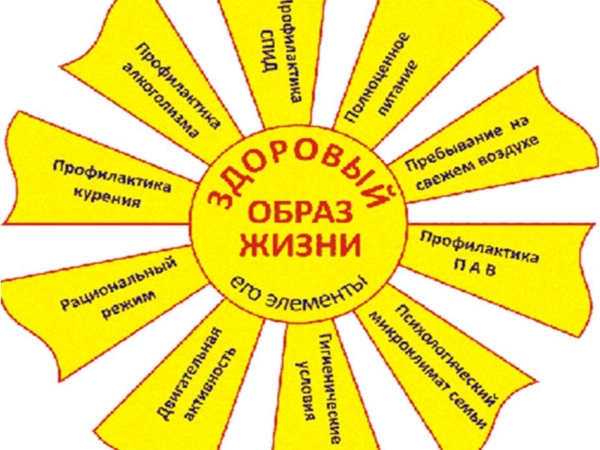 ЗДОРОВЫЙ
ОБРАЗ
ЖИЗНИ
его элементы
Профилактика
СПИД
Полноценное
питание
Пребывание на
свежем воздухе
Профилактика
П А В
Психологический
микроклимат семьи
Гигиенические
условия
Двигательная
активность
Рациональный
режим
Профилактика
курения
Профилактика
алкоголизма